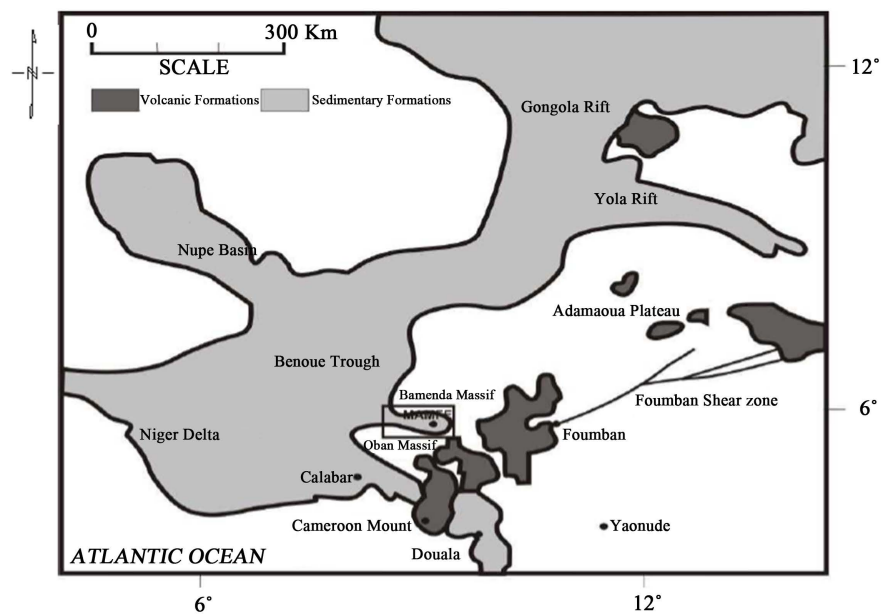 0 300 Km
SCALE
Volcanic Formations Sedimentary Formations
N
12°
Gongola Rift
Yola Rift
Nupe Basin
Adamaoua Plateau
Benoue Trough
Bamenda Massif
MAMFE
Foumban Shear zone
6°
Niger Delta
Foumban
Oban Massif
Calabar
Cameroon Mount
Yaonude
Douala
ATLANTIC OCEAN
6° 12°